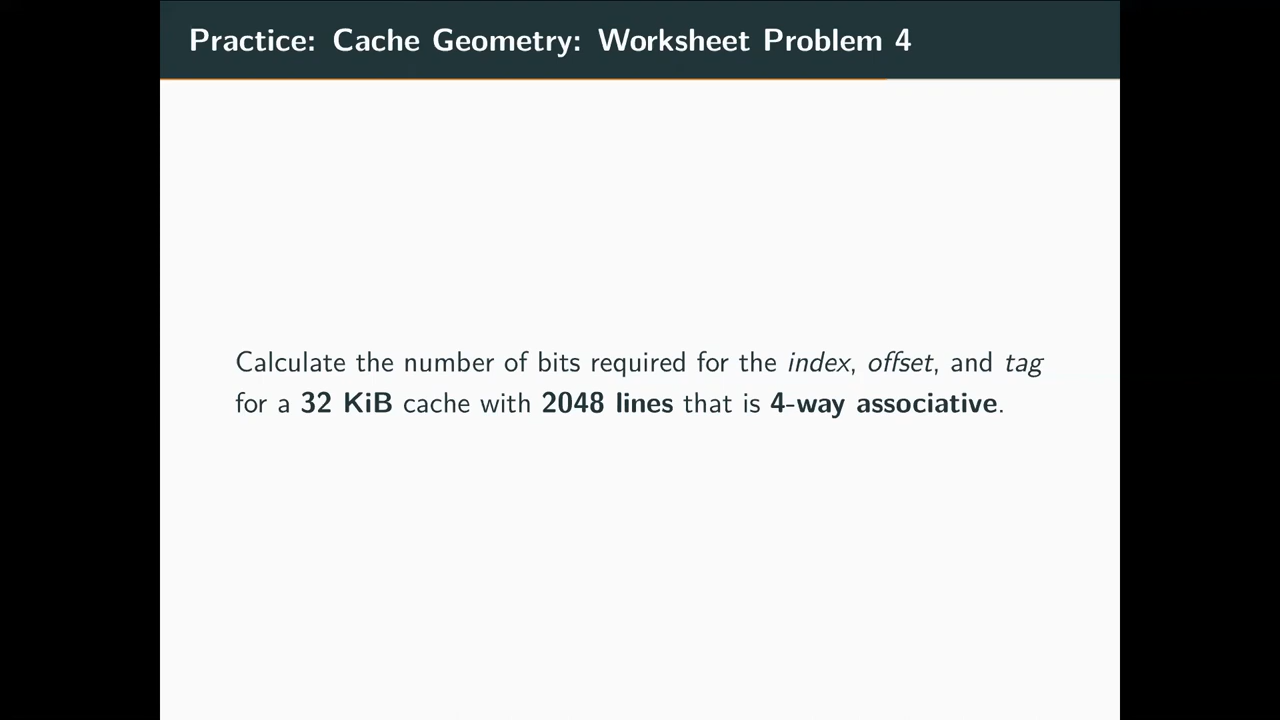 Practice: Cache Geometry: Worksheet Problem 4
Calculate the number of bits required for the index, offset, and tag
for a 32 KiB cache with 2048 lines that is 4-way associative.